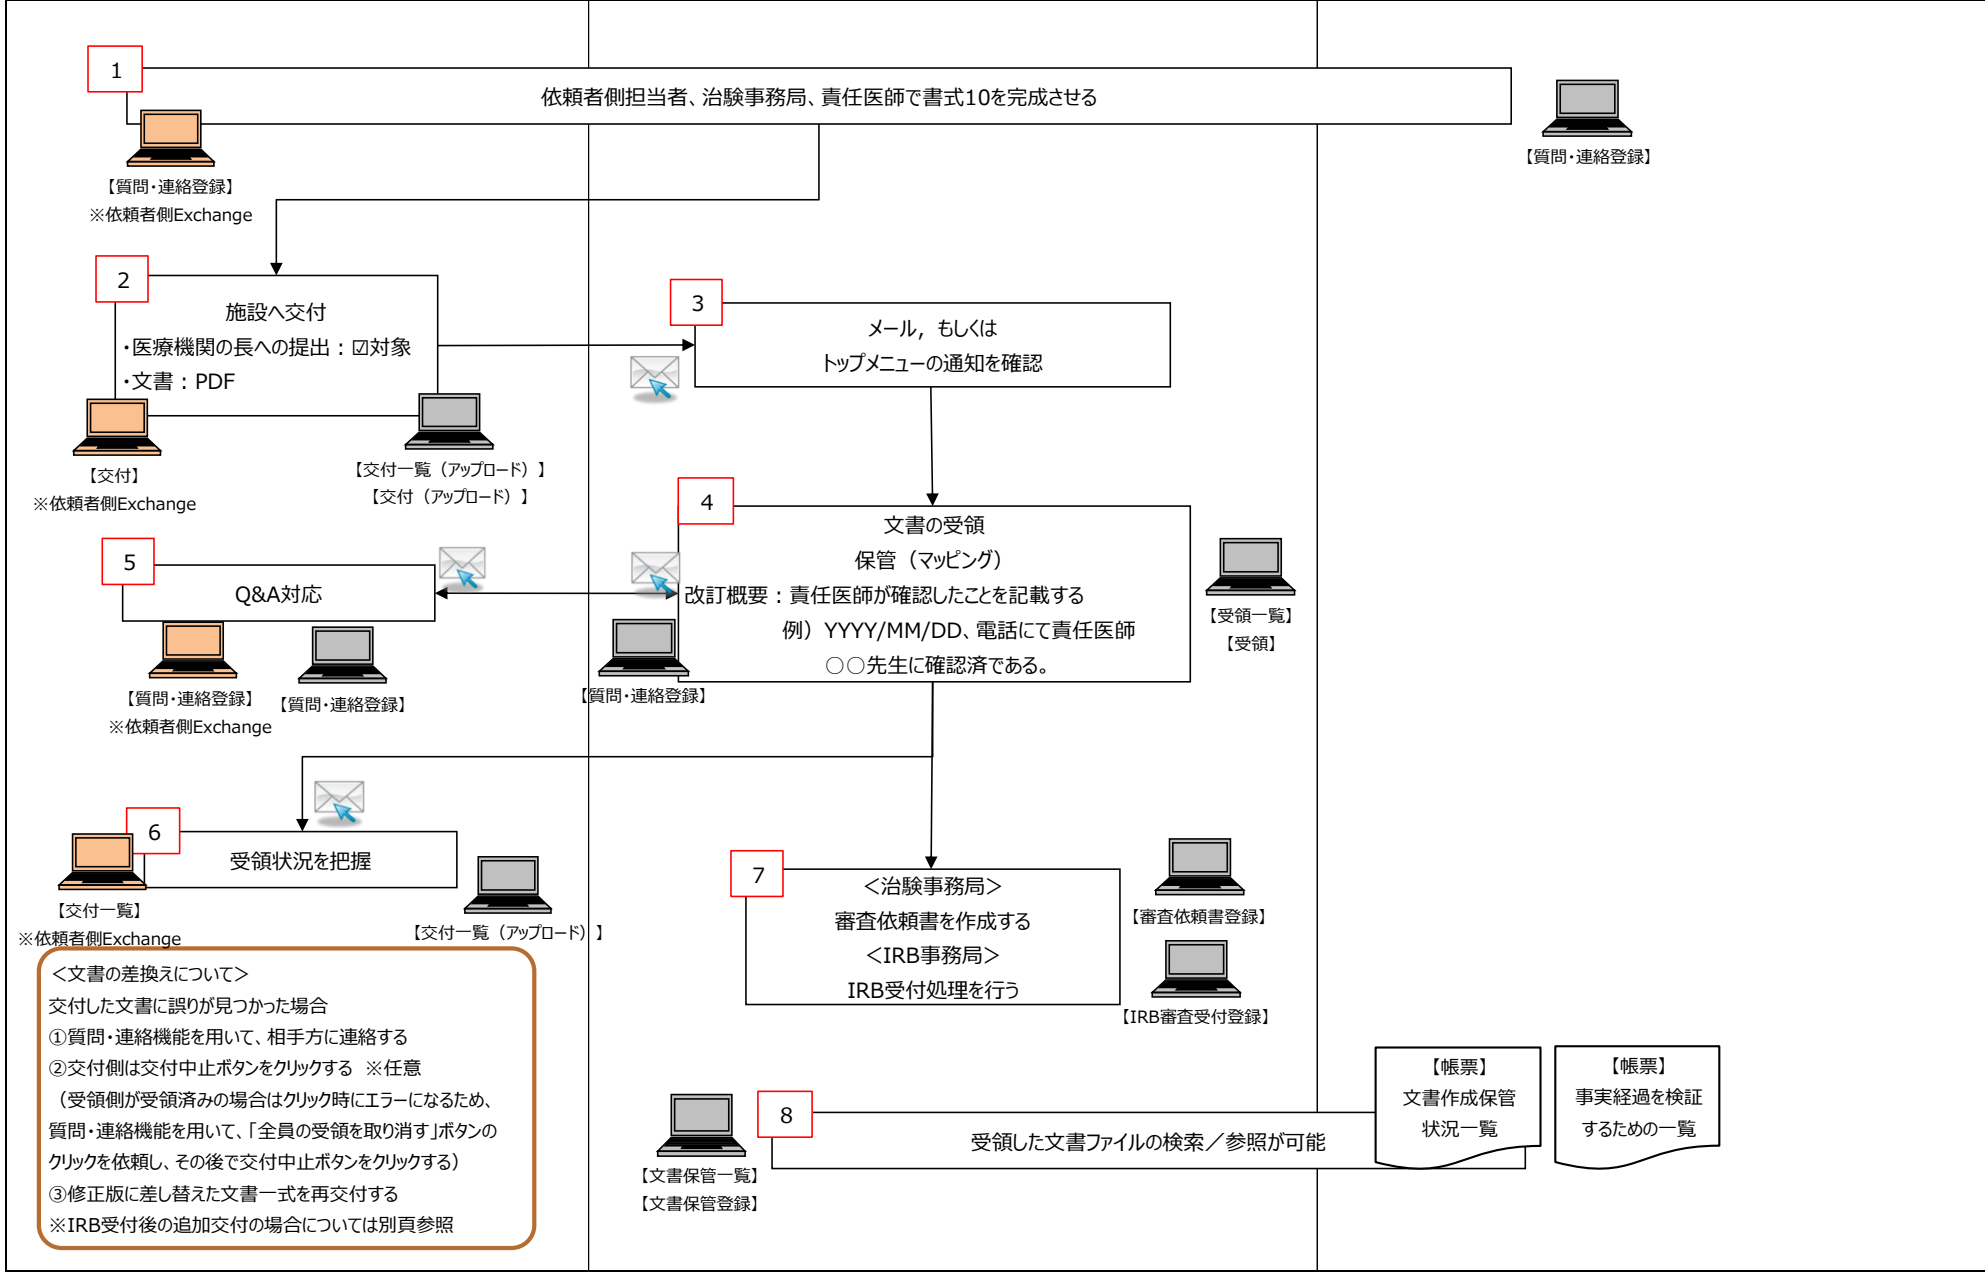 1
依頼者側担当者、治験事務局、責任医師で書式10を完成させる
【質問・連絡登録】
※依頼者側Exchange
【質問・連絡登録】
2
施設へ交付
・医療機関の長への提出：☑対象
・文書：PDF
【交付】
※依頼者側Exchange
【交付一覧（アップロード）】
【交付（アップロード）】
3
メール，もしくは
トップメニューの通知を確認
4
文書の受領
保管（マッピング）
改訂概要：責任医師が確認したことを記載する
例）YYYY/MM/DD、電話にて責任医師
○○先生に確認済である。
【質問・連絡登録】
【受領一覧】
【受領】
5
Q&A対応
【質問・連絡登録】
※依頼者側Exchange
【質問・連絡登録】
6
受領状況を把握
【交付一覧】
※依頼者側Exchange
【交付一覧（アップロード）】
7
＜治験事務局＞
審査依頼書を作成する
＜IRB事務局＞
IRB受付処理を行う
【審査依頼書登録】
【IRB審査受付登録】
＜文書の差換えについて＞
交付した文書に誤りが見つかった場合
①質問・連絡機能を用いて、相手方に連絡する
②交付側は交付中止ボタンをクリックする ※任意
（受領側が受領済みの場合はクリック時にエラーになるため、
質問・連絡機能を用いて、「全員の受領を取り消す」ボタンの
クリックを依頼し、その後で交付中止ボタンをクリックする）
③修正版に差し替えた文書一式を再交付する
※IRB受付後の追加交付の場合については別頁参照
8
受領した文書ファイルの検索／参照が可能
【文書保管一覧】
【文書保管登録】
【帳票】
文書作成保管
状況一覧
【帳票】
事実経過を検証
するための一覧